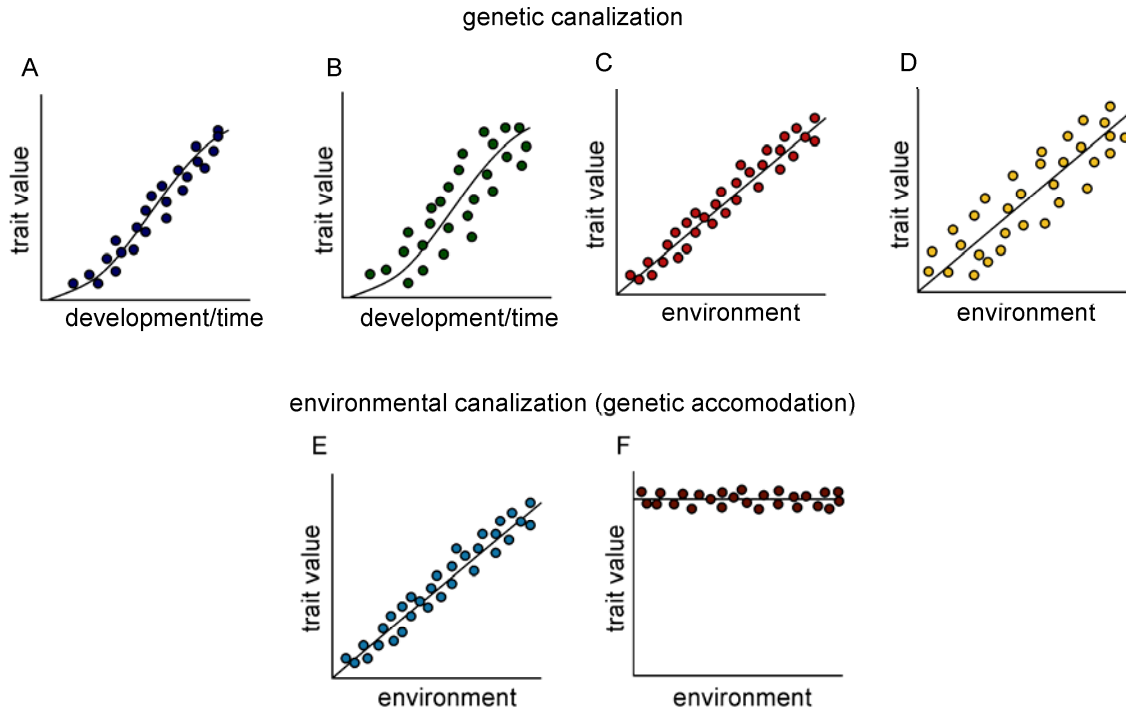 genetic canalization
A
B
C
D
trait value
trait value
trait value
trait value
development/time
development/time
environment
environment
environmental canalization (genetic accomodation)
E
F
trait value
trait value
environment
environment